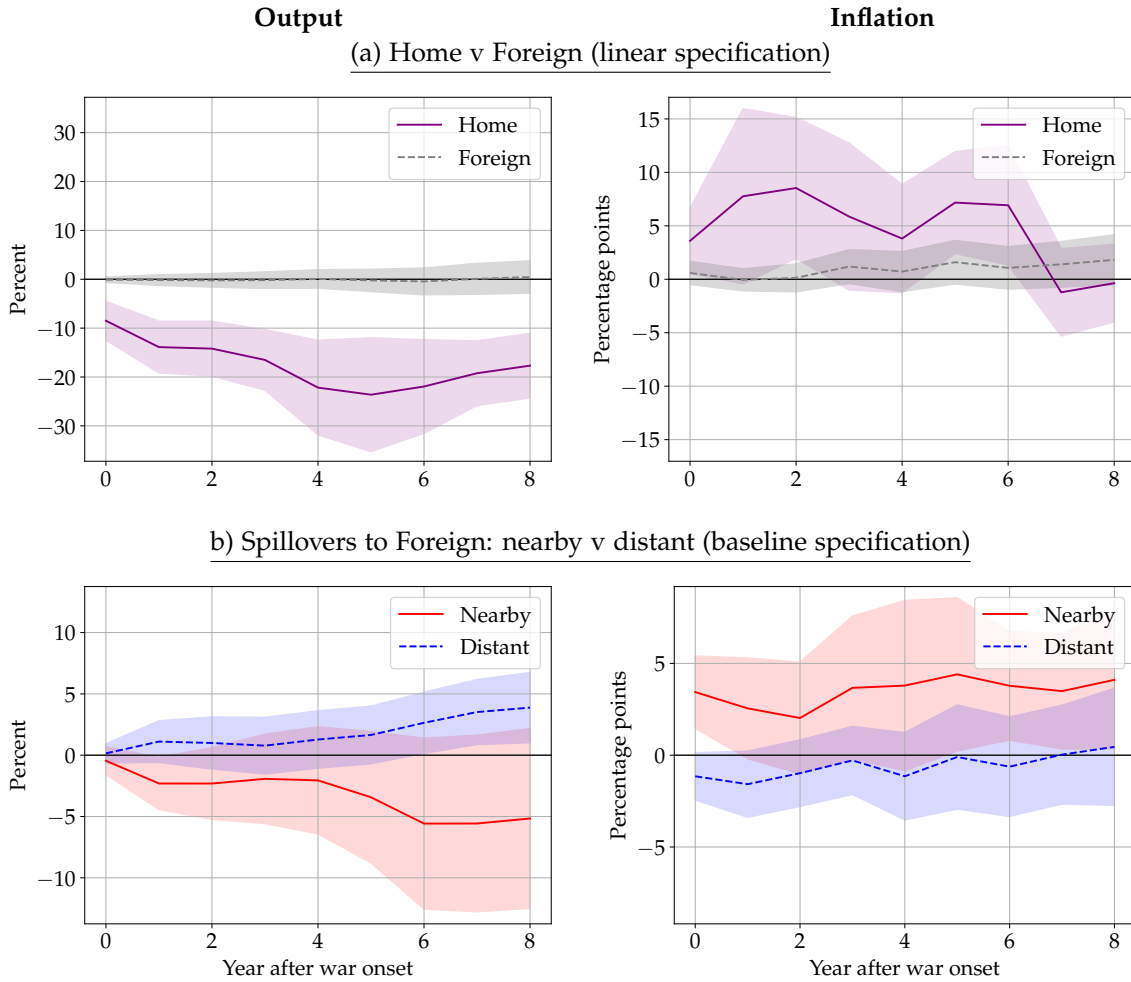 Output Inflation
(a) Home v Foreign (linear specification)
Percent
30
20
10
0
−10
−20
−30
0 2 4 6 8
Home
Foreign
Percentage points
15
10
5
0
−5
−10
−15
0 2 4 6 8
Home
Foreign
b) Spillovers to Foreign: nearby v distant (baseline specification)
Percent
10
5
0
−5
−10
0 2 4 6 8
Year after war onset
Nearby
Distant
Percentage points
5
0
−5
0 2 4 6 8
Year after war onset
Nearby
Distant